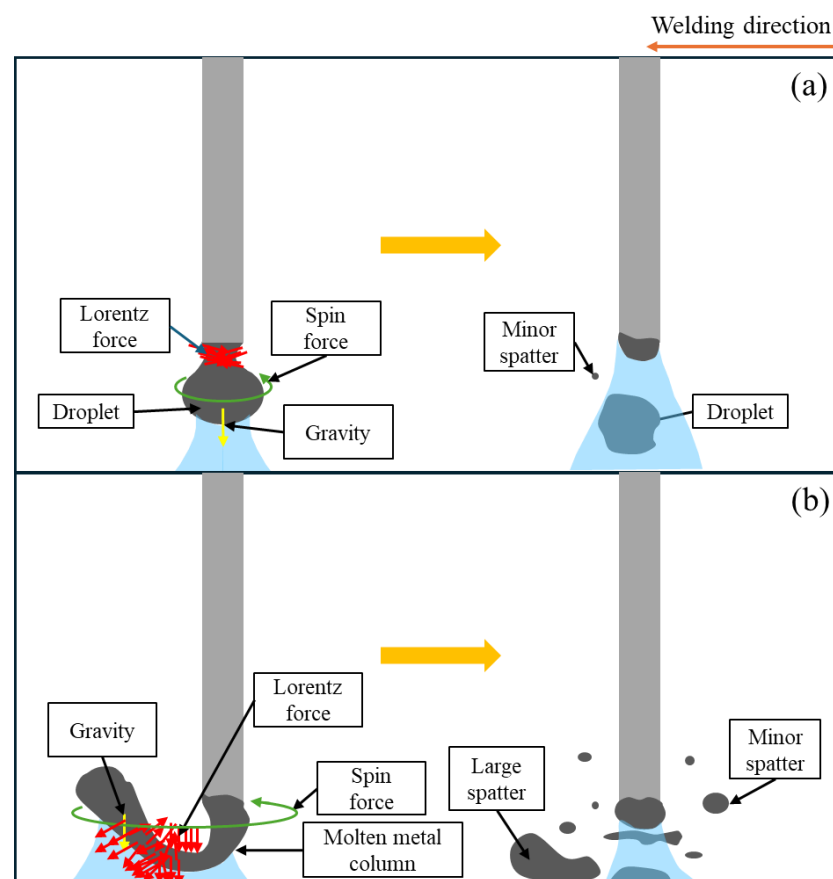 Welding direction
(a)
Lorentz
force
Spin
force
Droplet
Gravity
Minor
spatter
Droplet
(b)
Gravity
Lorentz
force
Spin
force
Molten metal
column
Large
spatter
Minor
spatter